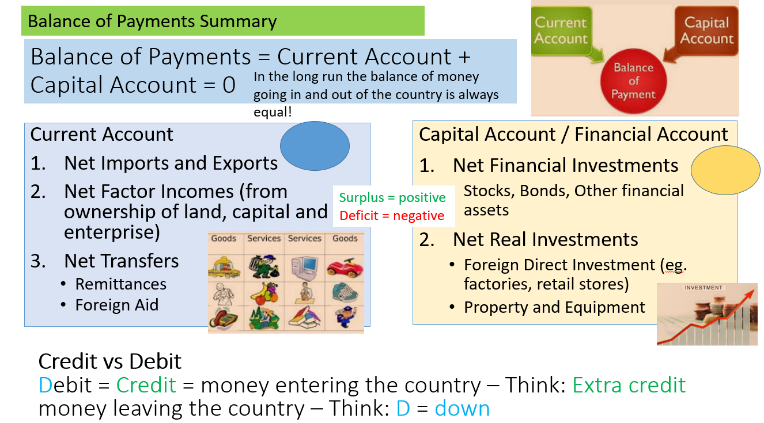 Balance of Payments Summary
Balance of Payments = Current Account +
Capital Account = 0
In the long run the balance of money
going in and out of the country is always
equal!
Current
Account
Capital
Account
Balance
of
Payment
Current Account
1. Net Imports and Exports
2. Net Factor Incomes (from
ownership of land, capital and
enterprise)
3. Net Transfers
• Remittances
• Foreign Aid
Goods Services Services Goods
Surplus = positive
Deficit = negative
Capital Account / Financial Account
1. Net Financial Investments
Stocks, Bonds, Other financial
assets
2. Net Real Investments
• Foreign Direct Investment (eg.
factories, retail stores)
• Property and Equipment
INVESTMENT
Credit vs Debit
Debit = Credit = money entering the country – Think: Extra credit
money leaving the country – Think: D = down